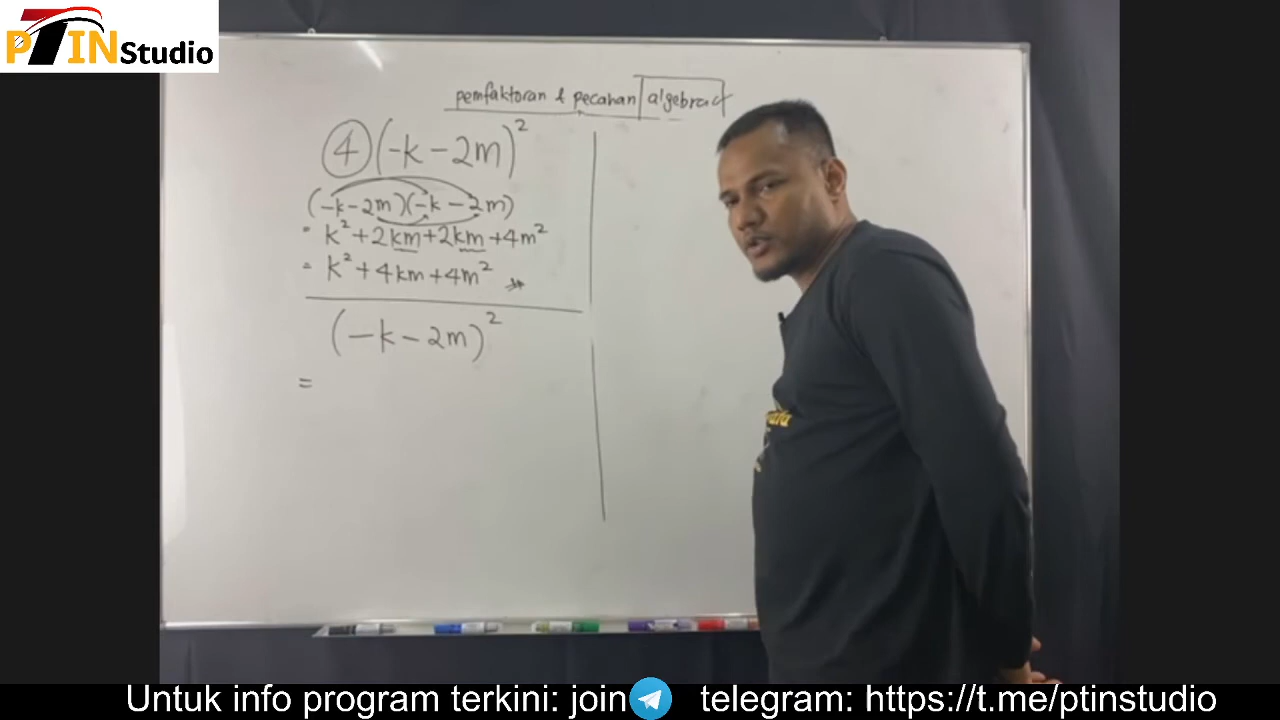 PTIN Studio
pemfaktoran & pecahan algebra
④ (-k - 2m)²
(-k - 2m)(-k - 2m)
= k² + 2km + 2km + 4m²
= k² + 4km + 4m²
(-k - 2m)²
=
Untuk info program terkini: join telegram: https://t.me/ptinstudio